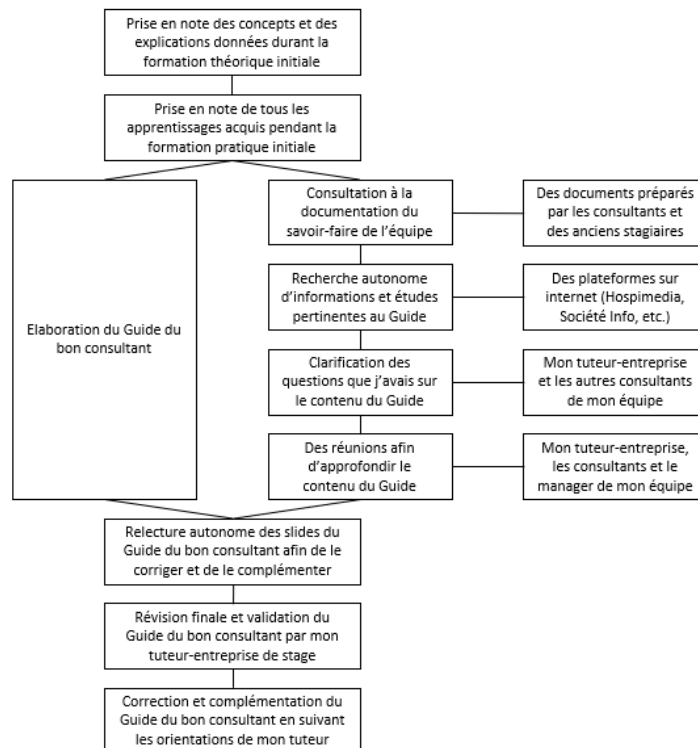 Prise en note des concepts et des
explications données durant la
formation théorique initiale
Prise en note de tous les
apprentissages acquis pendant la
formation pratique initiale
Elaboration du Guide du
bon consultant
Consultation à la
documentation du
savoir-faire de l'équipe
Des documents préparés
par les consultants et
des anciens stagiaires
Recherche autonome
d'informations et études
pertinentes au Guide
Des plateformes sur
internet (Hospimedia,
Société Info, etc.)
Clarification des
questions que j'avais sur
le contenu du Guide
Mon tuteur-entreprise
et les autres consultants
de mon équipe
Des réunions afin
d'approfondir le
contenu du Guide
Mon tuteur-entreprise,
les consultants et le
manager de mon équipe
Relecture autonome des slides du
Guide du bon consultant afin de le
corriger et de le complémenter
Révision finale et validation du
Guide du bon consultant par mon
tuteur-entreprise de stage
Correction et complémentation du
Guide du bon consultant en suivant
les orientations de mon tuteur